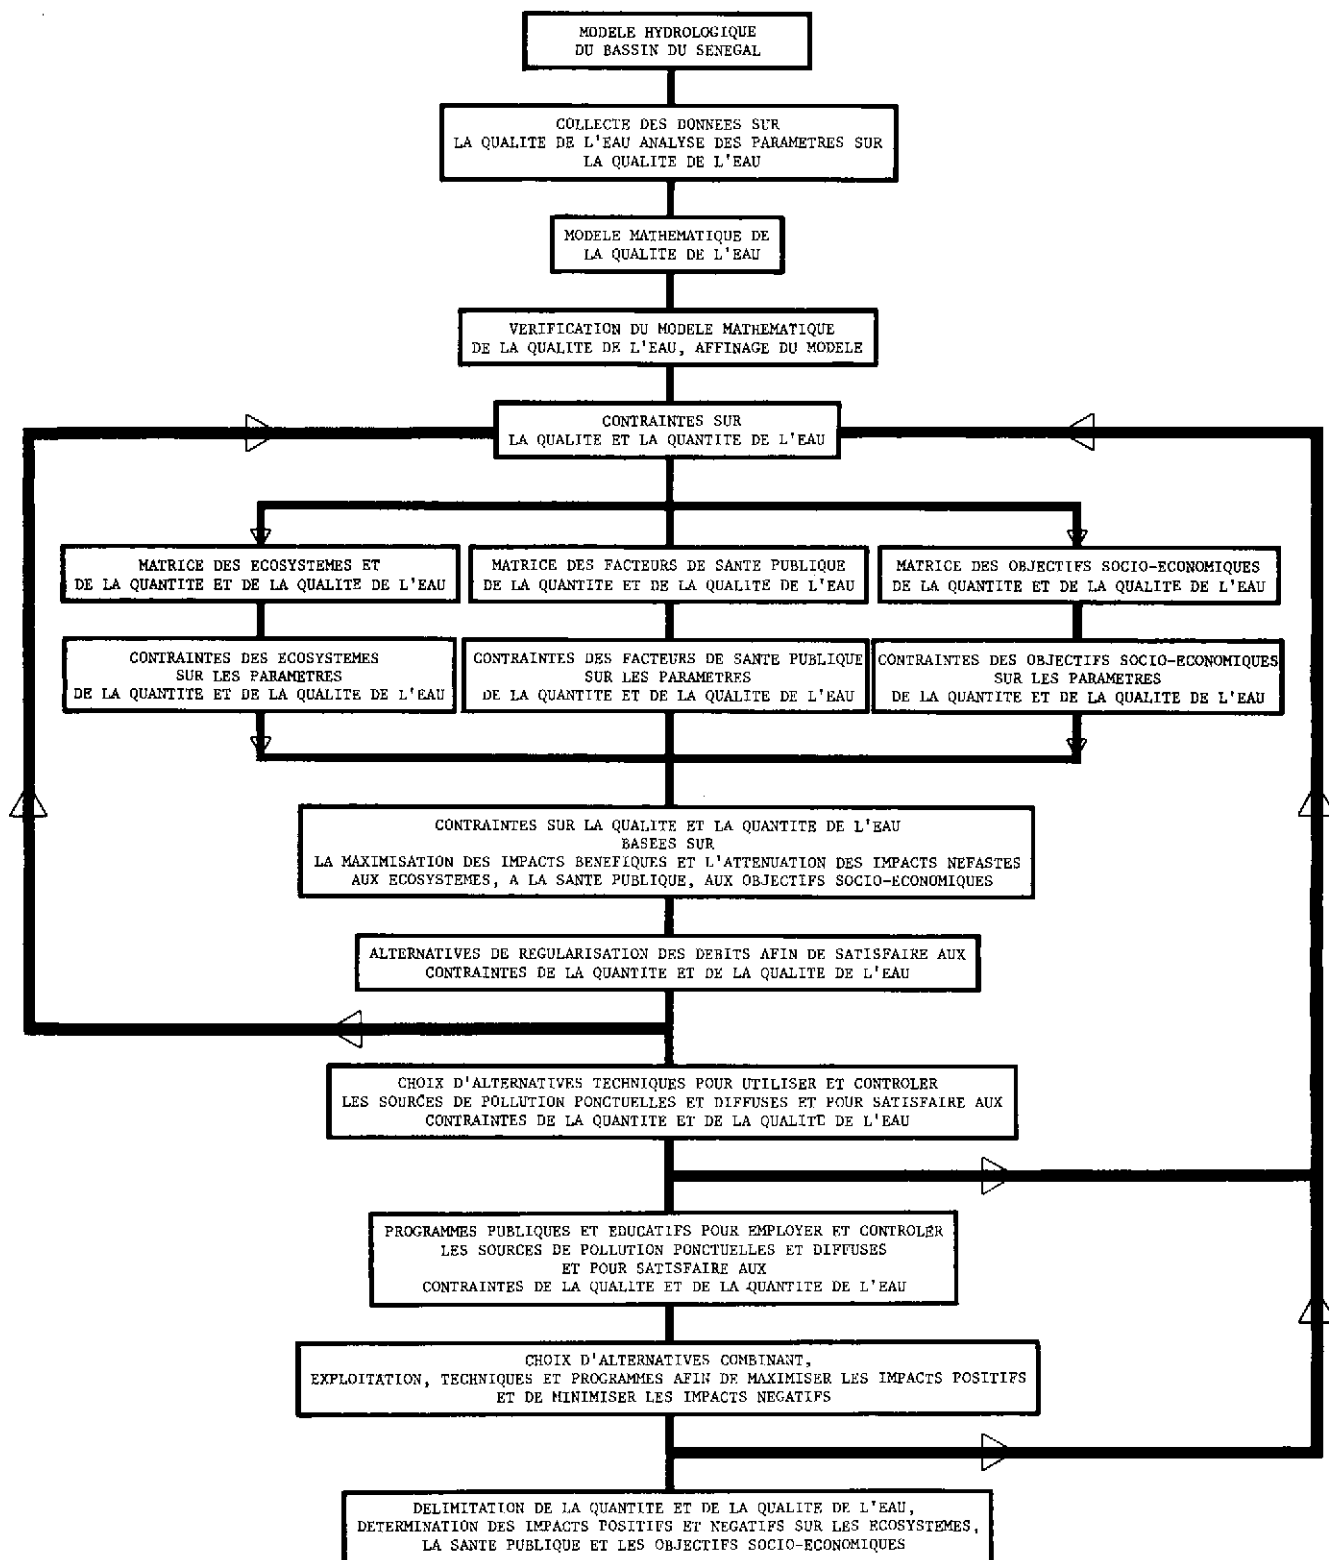 MODELE HYDROLOGIQUE
DU BASSIN DU SENEGAL
COLLECTE DES DONNEES SUR
LA QUALITE DE L'EAU ANALYSE DES PARAMETRES SUR
LA QUALITE DE L'EAU
MODELE MATHEMATIQUE DE
LA QUALITE DE L'EAU
VERIFICATION DU MODELE MATHEMATIQUE
DE LA QUALITE DE L'EAU, AFFINAGE DU MODELE
CONTRAINTES SUR
LA QUALITE ET LA QUANTITE DE L'EAU
MATRICE DES ECOSYSTEMES ET
DE LA QUANTITE ET DE LA QUALITE DE L'EAU
MATRICE DES FACTEURS DE SANTE PUBLIQUE
DE LA QUANTITE ET DE LA QUALITE DE L'EAU
MATRICE DES OBJECTIFS SOCIO-ECONOMIQUES
DE LA QUANTITE ET DE LA QUALITE DE L'EAU
CONTRAINTES DES ECOSYSTEMES
SUR LES PARAMETRES
DE LA QUANTITE ET DE LA QUALITE DE L'EAU
CONTRAINTES DES FACTEURS DE SANTE PUBLIQUE
SUR LES PARAMETRES
DE LA QUANTITE ET DE LA QUALITE DE L'EAU
CONTRAINTES DES OBJECTIFS SOCIO-ECONOMIQUES
SUR LES PARAMETRES
DE LA QUANTITE ET DE LA QUALITE DE L'EAU
CONTRAINTES SUR LA QUALITE ET LA QUANTITE DE L'EAU
BASEES SUR
LA MAXIMISATION DES IMPACTS BENEFIQUES ET L'ATTENUATION DES IMPACTS NEFASTES
AUX ECOSYSTEMES, A LA SANTE PUBLIQUE, AUX OBJECTIFS SOCIO-ECONOMIQUES
ALTERNATIVES DE REGULARISATION DES DEBITS AFIN DE SATISFAIRE AUX
CONTRAINTES DE LA QUANTITE ET DE LA QUALITE DE L'EAU
CHOIX D'ALTERNATIVES TECHNIQUES POUR UTILISER ET CONTROLER
LES SOURCES DE POLLUTION PONCTUELLES ET DIFFUSES ET POUR SATISFAIRE AUX
CONTRAINTES DE LA QUANTITE ET DE LA QUALITE DE L'EAU
PROGRAMMES PUBLIQUES ET EDUCATIFS POUR EMPLOYER ET CONTROLER
LES SOURCES DE POLLUTION PONCTUELLES ET DIFFUSES
ET POUR SATISFAIRE AUX
CONTRAINTES DE LA QUALITE ET DE LA QUANTITE DE L'EAU
CHOIX D'ALTERNATIVES COMBINANT,
EXPLOITATION, TECHNIQUES ET PROGRAMMES AFIN DE MAXIMISER LES IMPACTS POSITIFS
ET DE MINIMISER LES IMPACTS NEGATIFS
DELIMITATION DE LA QUANTITE ET DE LA QUALITE DE L'EAU,
DETERMINATION DES IMPACTS POSITIFS ET NEGATIFS SUR LES ECOSYSTEMES,
LA SANTE PUBLIQUE ET LES OBJECTIFS SOCIO-ECONOMIQUES